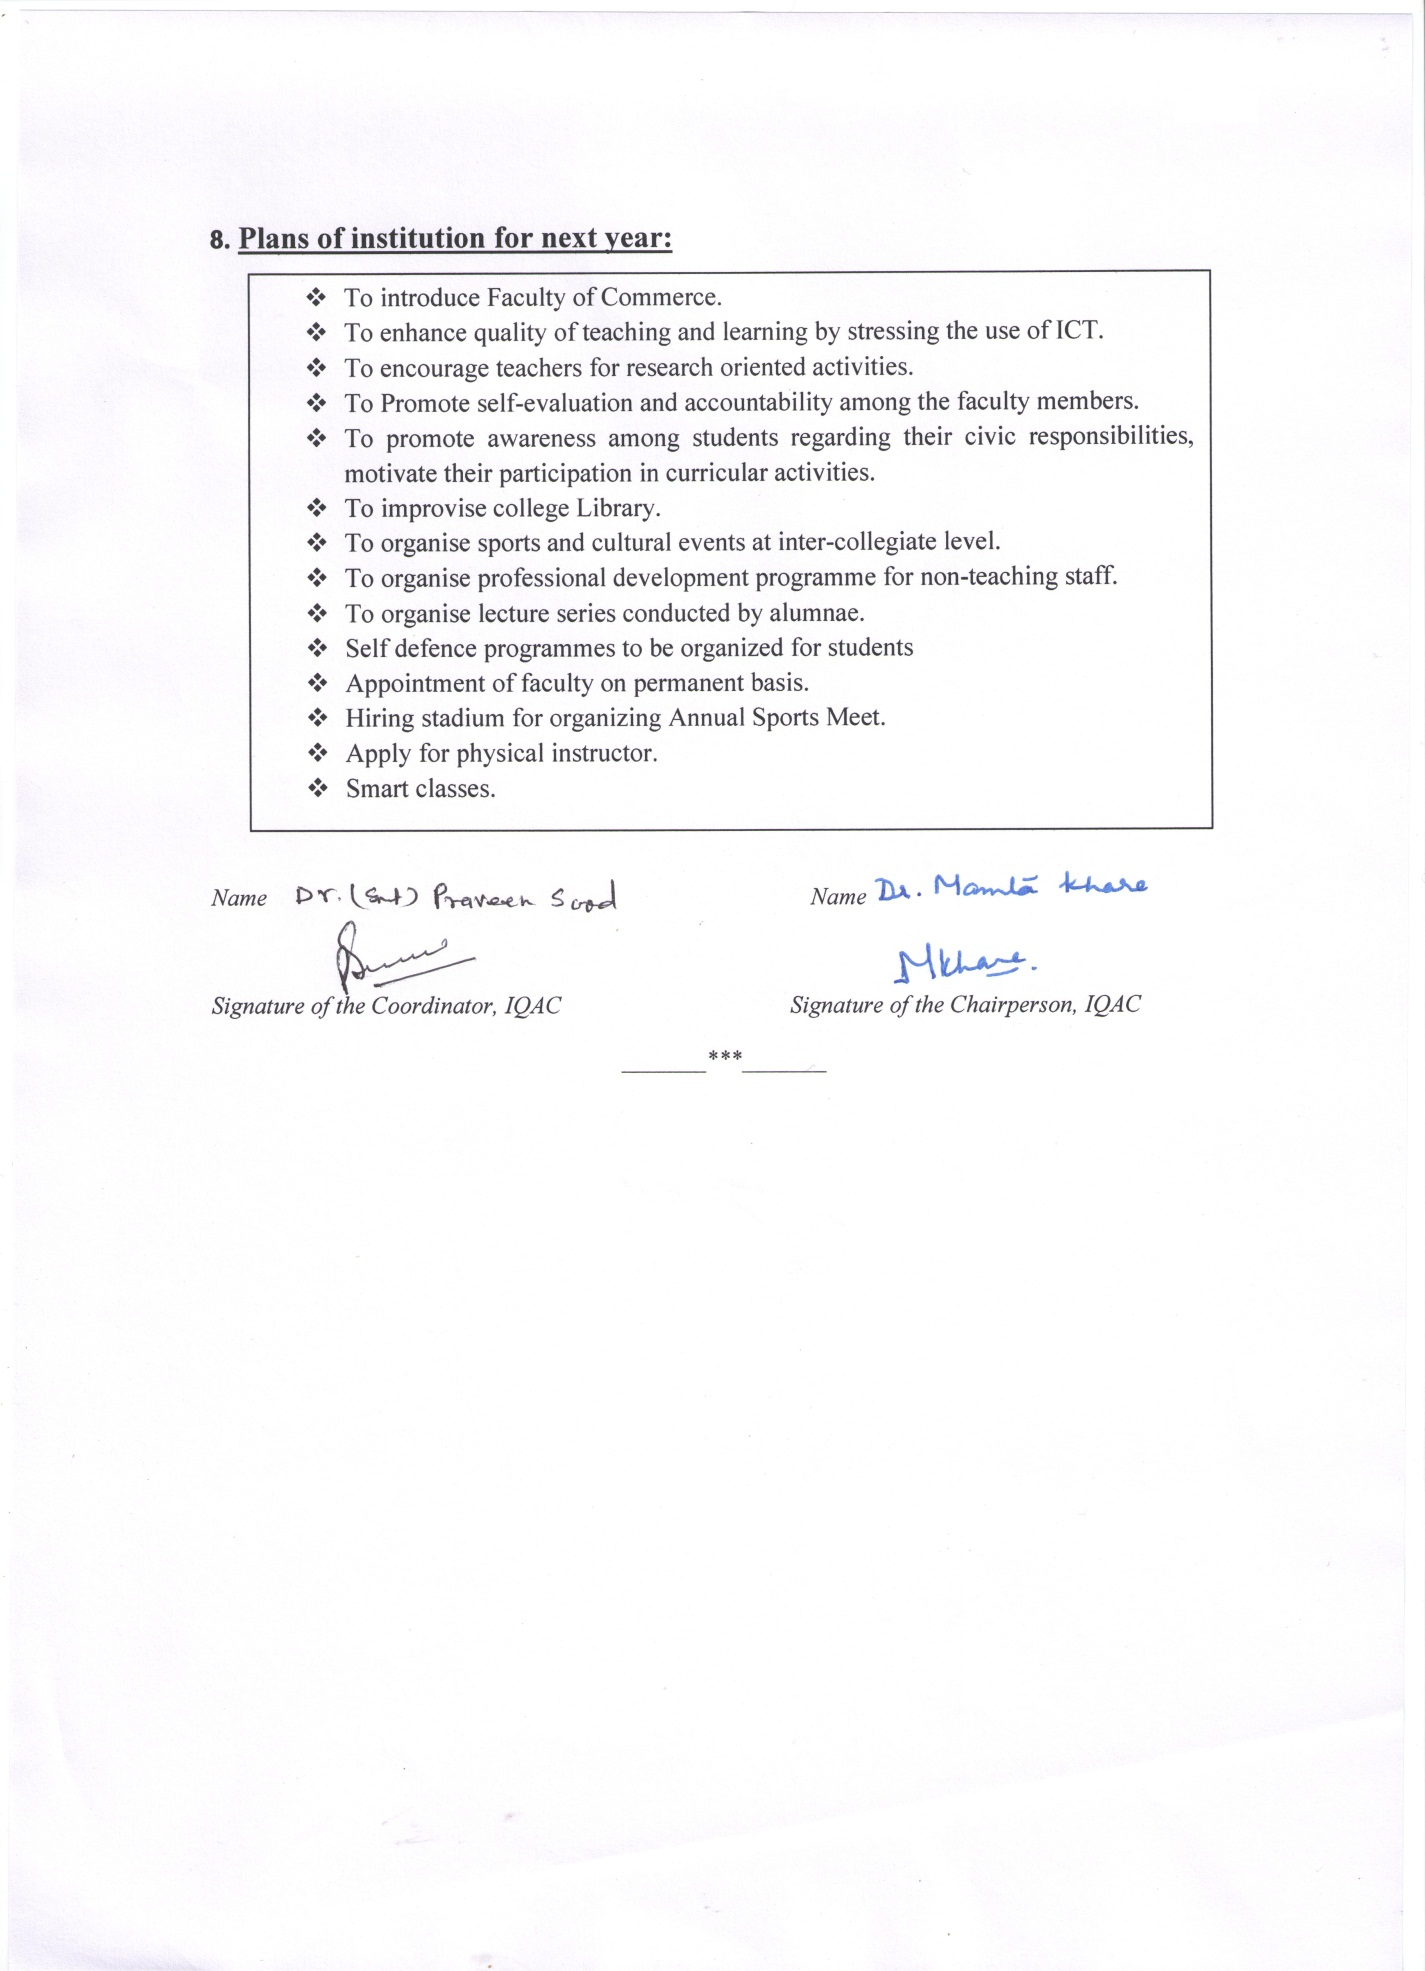 8. Plans of institution for next year:
❖ To introduce Faculty of Commerce.
❖ To enhance quality of teaching and learning by stressing the use of ICT.
❖ To encourage teachers for research oriented activities.
❖ To Promote self-evaluation and accountability among the faculty members.
❖ To promote awareness among students regarding their civic responsibilities,
motivate their participation in curricular activities.
❖ To improvise college Library.
❖ To organise sports and cultural events at inter-collegiate level.
❖ To organise professional development programme for non-teaching staff.
❖ To organise lecture series conducted by alumnae.
❖ Self defence programmes to be organized for students
❖ Appointment of faculty on permanent basis.
❖ Hiring stadium for organizing Annual Sports Meet.
❖ Apply for physical instructor.
❖ Smart classes.
Name Dr. (Smt) Praveen Sood
Name Dr. Mamta Khare
MKhare.
Signature of the Coordinator, IQAC
Signature of the Chairperson, IQAC
_______***_______